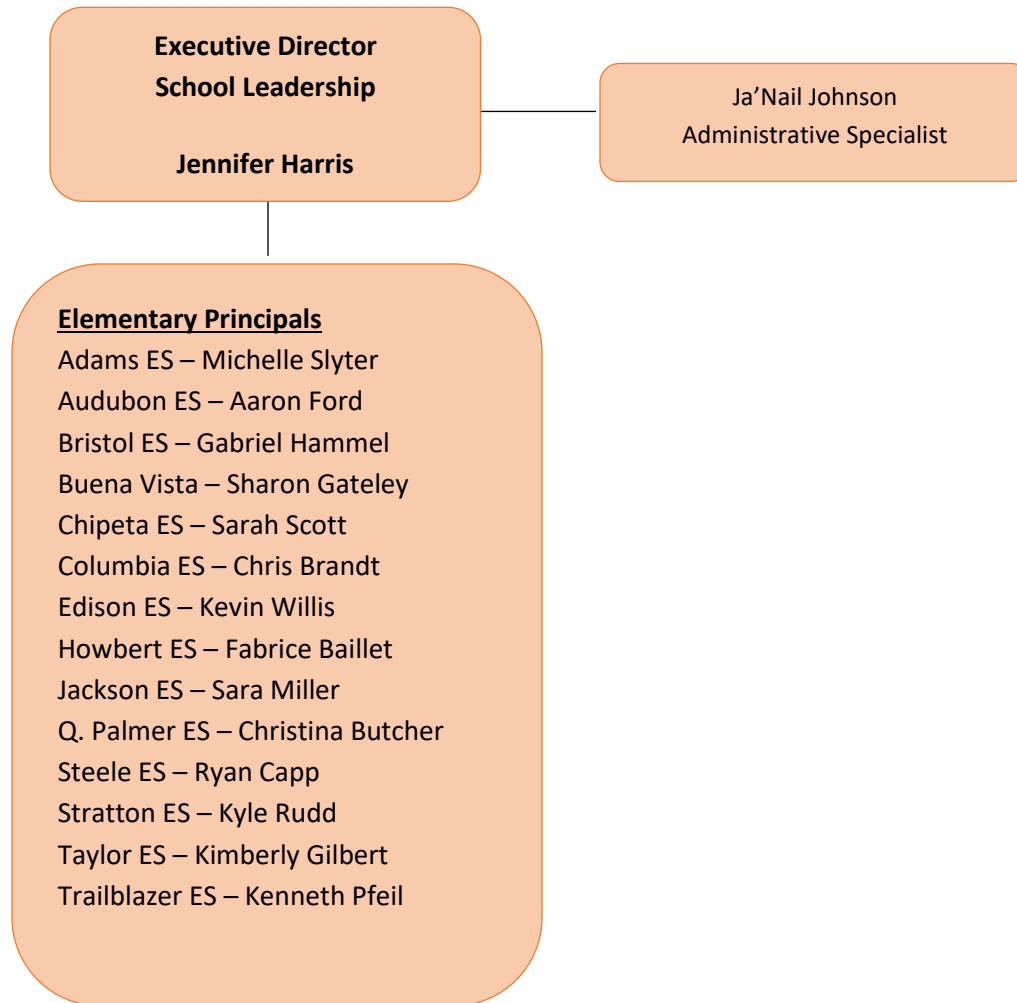 Executive Director
School Leadership
Jennifer Harris
Ja’Nail Johnson
Administrative Specialist
Elementary Principals
Adams ES – Michelle Slyter
Audubon ES – Aaron Ford
Bristol ES – Gabriel Hammel
Buena Vista – Sharon Gateley
Chipeta ES – Sarah Scott
Columbia ES – Chris Brandt
Edison ES – Kevin Willis
Howbert ES – Fabrice Baillet
Jackson ES – Sara Miller
Q. Palmer ES – Christina Butcher
Steele ES – Ryan Capp
Stratton ES – Kyle Rudd
Taylor ES – Kimberly Gilbert
Trailblazer ES – Kenneth Pfeil